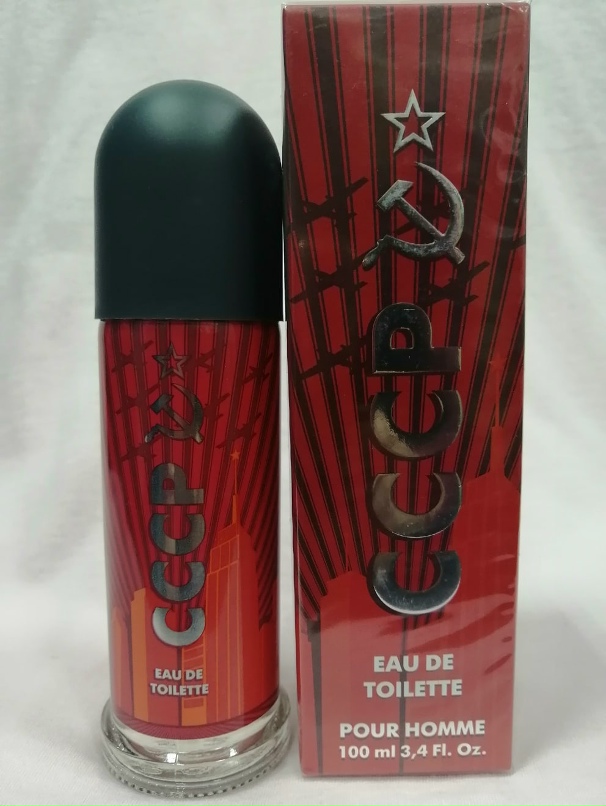 СССР
EAU DE
TOILETTE
СССР
EAU DE
TOILETTE
POUR HOMME
100 ml 3,4 Fl. Oz.